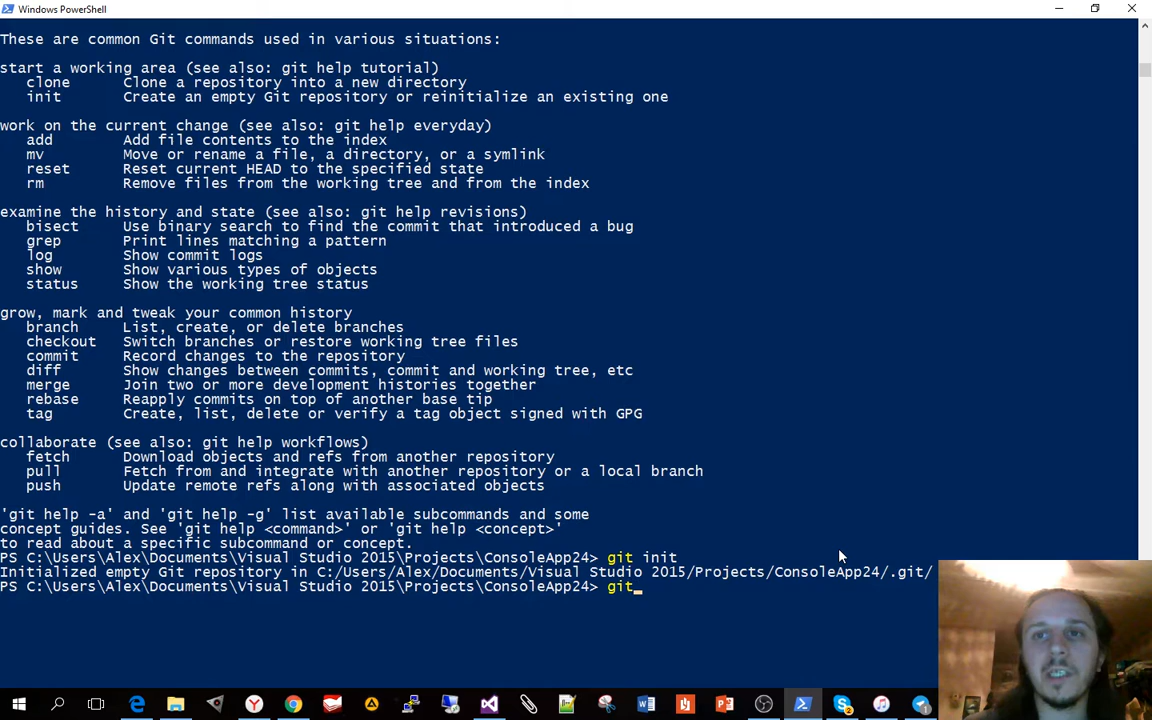 Windows PowerShell
These are common Git commands used in various situations:
start a working area (see also: git help tutorial)
clone Clone a repository into a new directory
init Create an empty Git repository or reinitialize an existing one
work on the current change (see also: git help everyday)
add Add file contents to the index
mv Move or rename a file, a directory, or a symlink
reset Reset current HEAD to the specified state
rm Remove files from the working tree and from the index
examine the history and state (see also: git help revisions)
bisect Use binary search to find the commit that introduced a bug
grep Print lines matching a pattern
log Show commit logs
show Show various types of objects
status Show the working tree status
grow, mark and tweak your common history
branch List, create, or delete branches
checkout Switch branches or restore working tree files
commit Record changes to the repository
diff Show changes between commits, commit and working tree, etc
merge Join two or more development histories together
rebase Reapply commits on top of another base tip
tag Create, list, delete or verify a tag object signed with GPG
collaborate (see also: git help workflows)
fetch Download objects and refs from another repository
pull Fetch from and integrate with another repository or a local branch
push Update remote refs along with associated objects
'git help -a' and 'git help -g' list available subcommands and some
concept guides. See 'git help <command>' or 'git help <concept>'
to read about a specific subcommand or concept.
PS C:\Users\Alex\Documents\Visual Studio 2015\Projects\ConsoleApp24> git init
Initialized empty Git repository in C:/Users/Alex/Documents/Visual Studio 2015/Projects/ConsoleApp24/.git/
PS C:\Users\Alex\Documents\Visual Studio 2015\Projects\ConsoleApp24> git